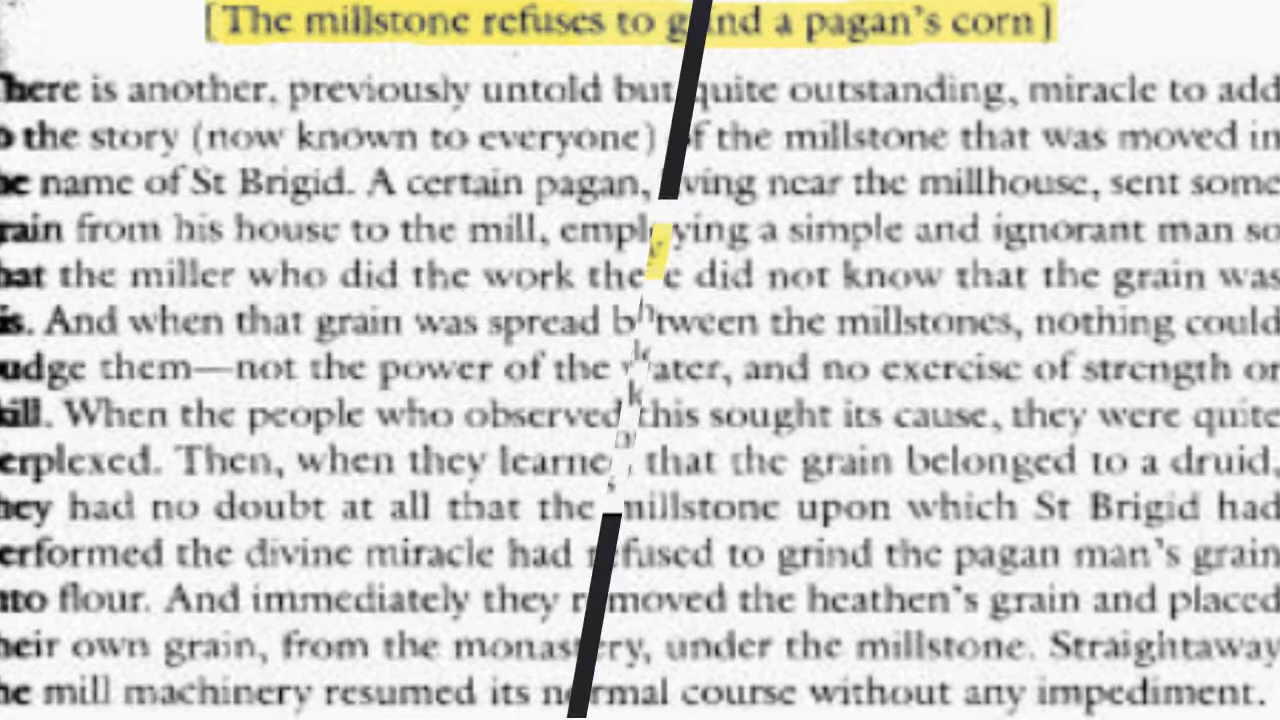 [The millstone refuses to grind a pagan's corn]
here is another, previously untold but quite outstanding, miracle to add
o the story (now known to everyone) of the millstone that was moved in
he name of St Brigid. A certain pagan, living near the millhouse, sent some
rain from his house to the mill, employing a simple and ignorant man so
hat the miller who did the work there did not know that the grain was
is. And when that grain was spread between the millstones, nothing could
udge them—not the power of the water, and no exercise of strength or
kill. When the people who observed this sought its cause, they were quite
erplexed. Then, when they learned that the grain belonged to a druid,
hey had no doubt at all that the millstone upon which St Brigid had
erformed the divine miracle had refused to grind the pagan man's grain
nto flour. And immediately they removed the heathen's grain and placed
heir own grain, from the monastery, under the millstone. Straightaway
he mill machinery resumed its normal course without any impediment.